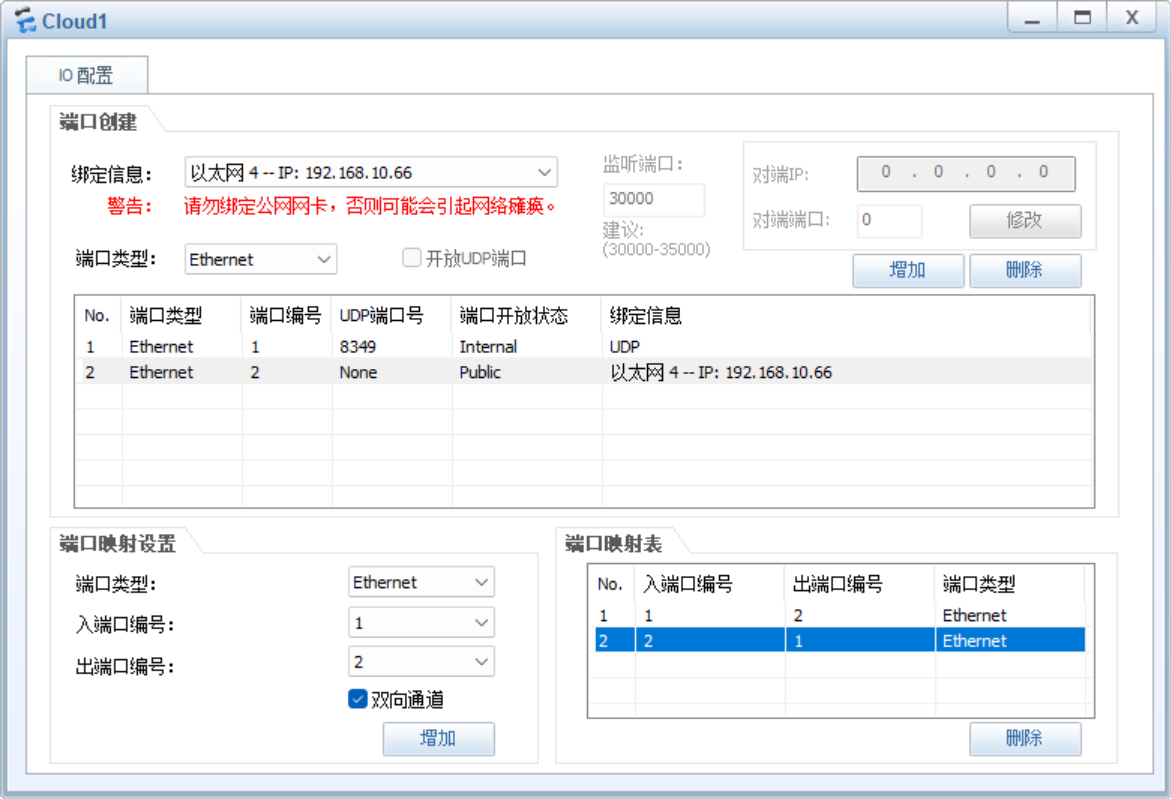 Cloud1
IO 配置
端口创建
绑定信息： 以太网 4 -- IP: 192.168.10.66
警告： 请勿绑定公网网卡，否则可能会引起网络瘫痪。
端口类型： Ethernet 开放UDP端口
监听端口：
30000
建议:
(30000-35000)
对端IP: 0 . 0 . 0 . 0
对端端口: 0 修改
增加 删除
No. 端口类型 端口编号 UDP端口号 端口开放状态 绑定信息
1 Ethernet 1 8349 Internal UDP
2 Ethernet 2 None Public 以太网 4 -- IP: 192.168.10.66
端口映射设置
端口类型: Ethernet
入端口编号: 1
出端口编号: 2
双向通道
增加
端口映射表
No. 入端口编号 出端口编号 端口类型
1 1 2 Ethernet
2 2 1 Ethernet
删除